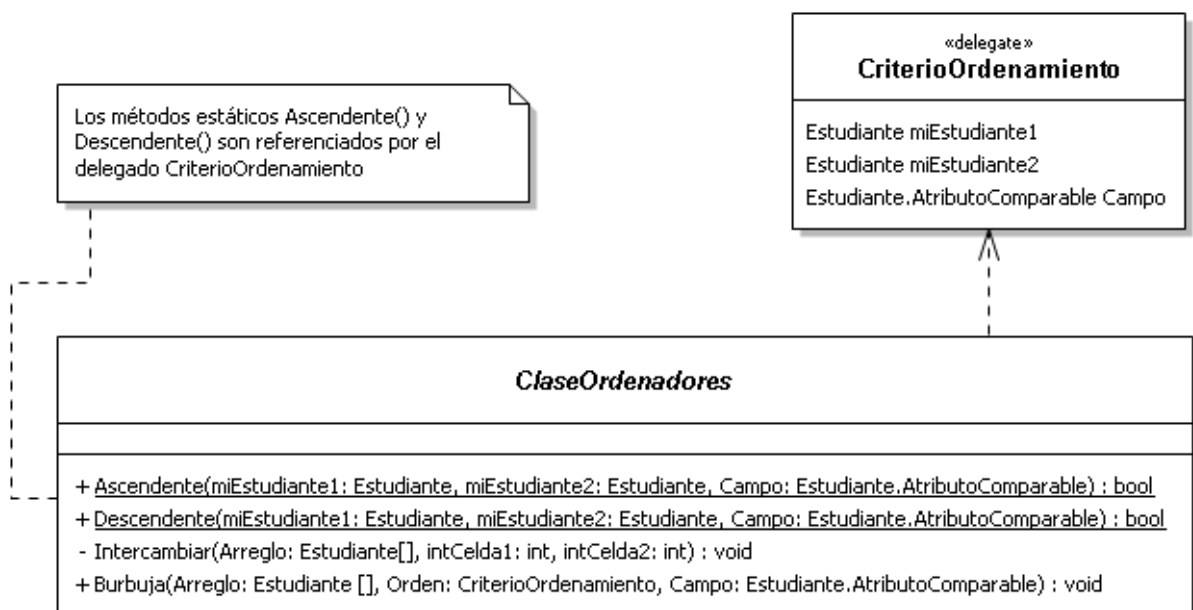 «delegate»
CriterioOrdenamiento
Estudiante miEstudiante1
Estudiante miEstudiante2
Estudiante.AtributoComparable Campo
Los métodos estáticos Ascendente() y
Descendente() son referenciados por el
delegado CriterioOrdenamiento
ClaseOrdenadores
+ Ascendente(miEstudiante1: Estudiante, miEstudiante2: Estudiante, Campo: Estudiante.AtributoComparable) : bool
+ Descendente(miEstudiante1: Estudiante, miEstudiante2: Estudiante, Campo: Estudiante.AtributoComparable) : bool
- Intercambiar(Arreglo: Estudiante[], intCelda1: int, intCelda2: int) : void
+ Burbuja(Arreglo: Estudiante [], Orden: CriterioOrdenamiento, Campo: Estudiante.AtributoComparable) : void